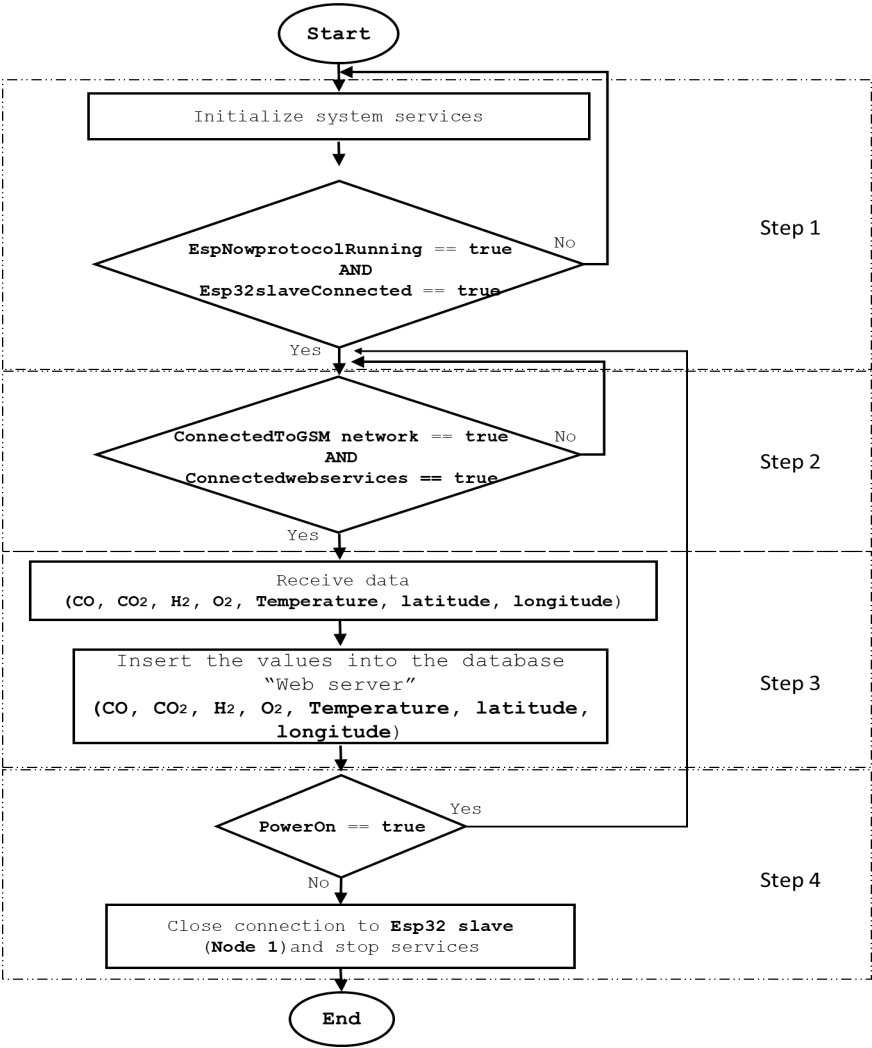 Start
Initialize system services
Step 1
No
EspNowprotocolRunning == true
AND
Esp32slaveConnected == true
Yes
ConnectedToGSM network == true
No
AND
Connectedwebservices == true
Step 2
Yes
Receive data
(CO, CO2, H2, O2, Temperature, latitude, longitude)
Insert the values into the database
“Web server”
(CO, CO2, H2, O2, Temperature, latitude,
longitude)
Step 3
Yes
PowerOn == true
No
Step 4
Close connection to Esp32 slave
(Node 1)and stop services
End